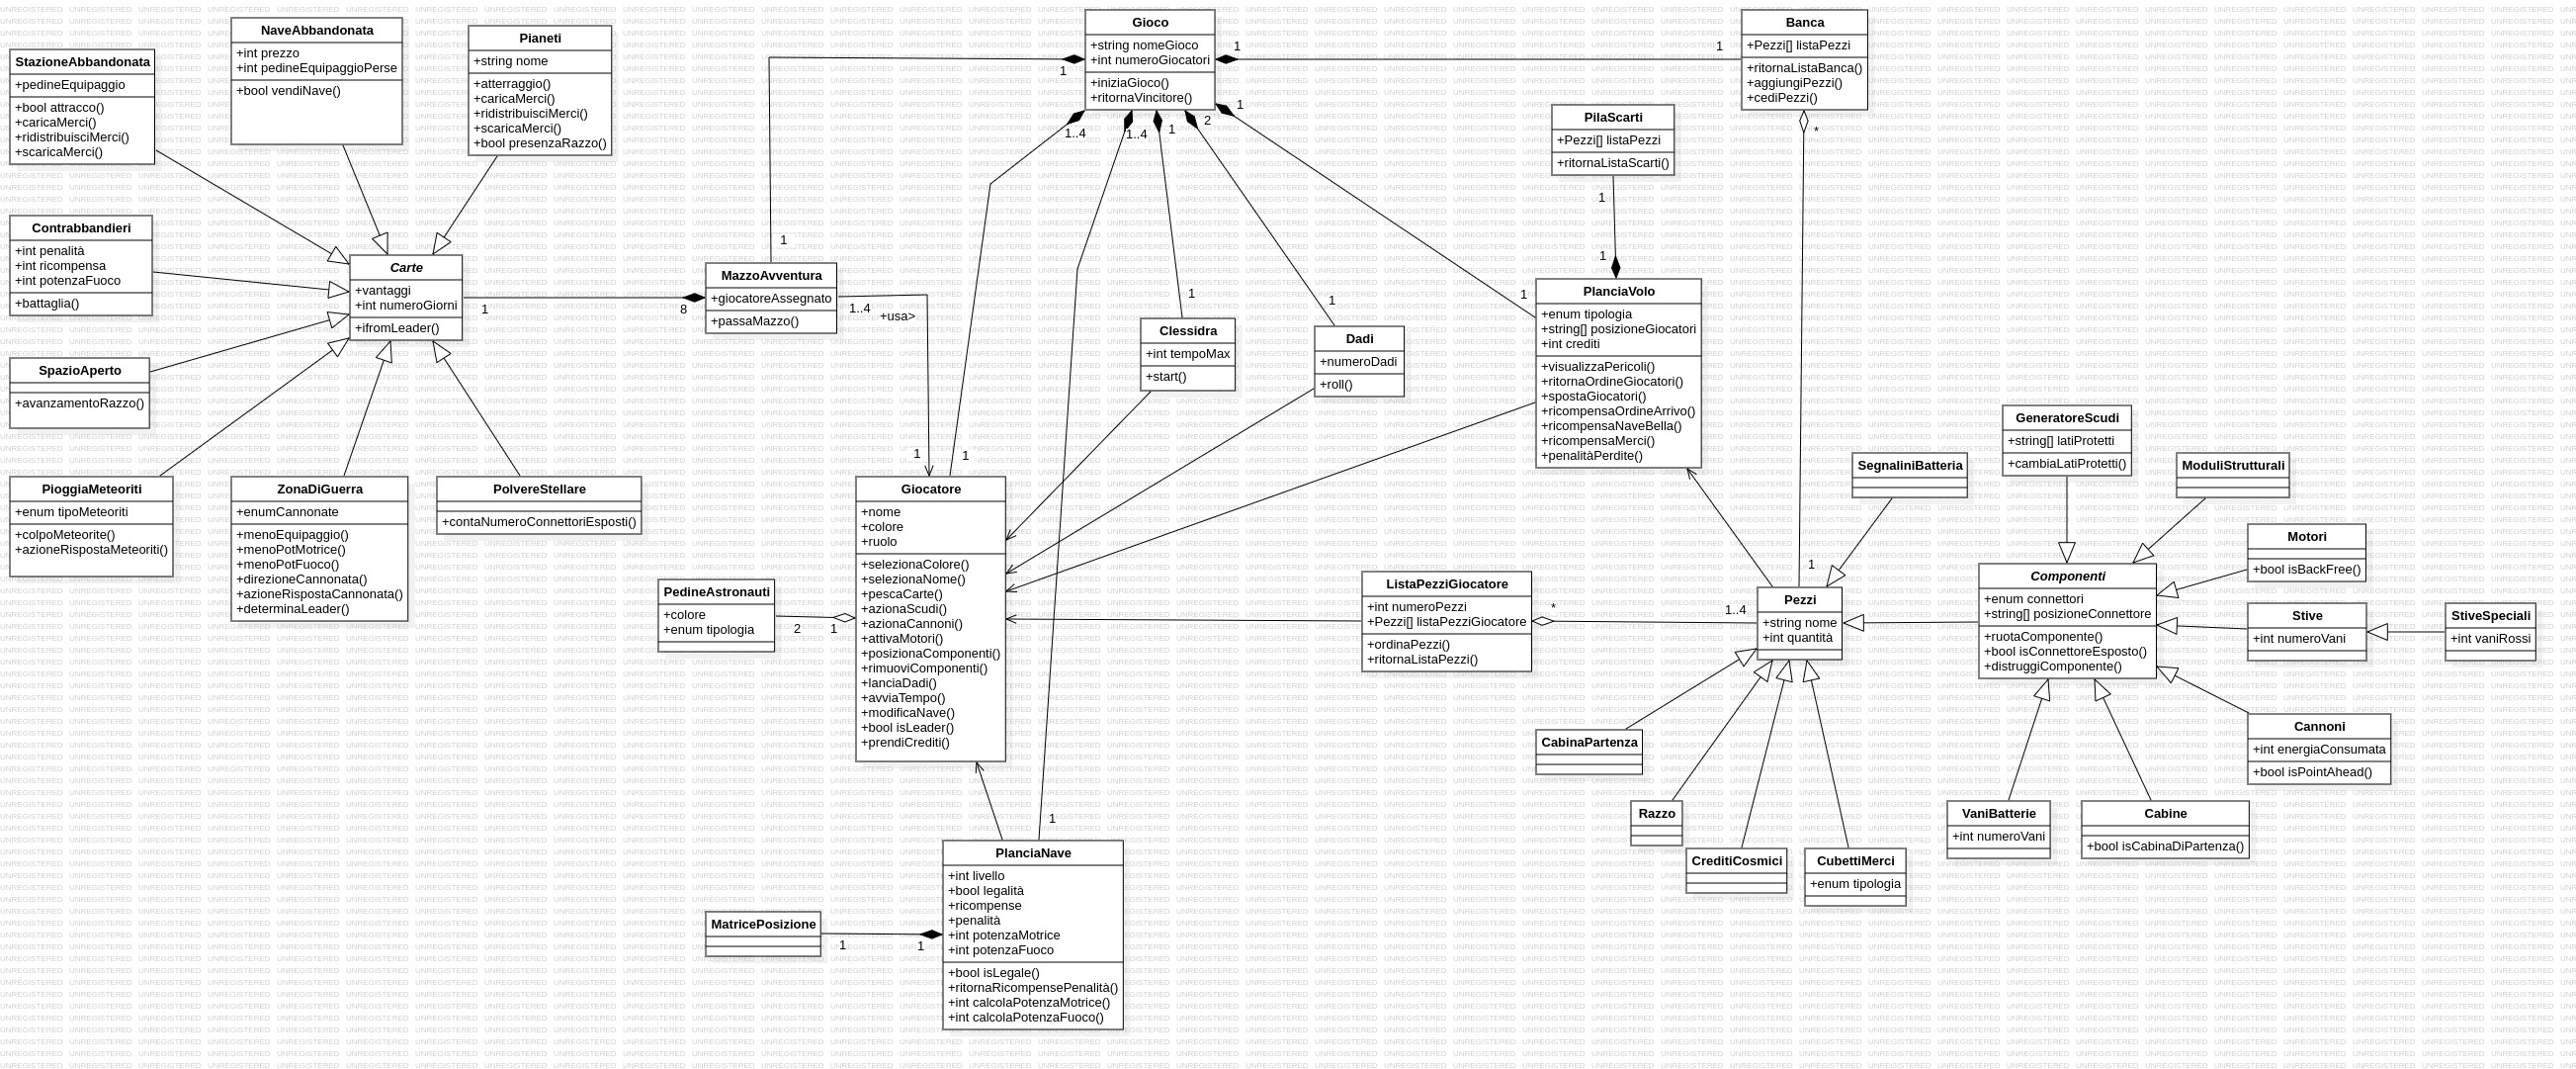 NaveAbbandonata
+int prezzo
+int pedineEquipaggioPerse
+bool vendiNave()
Pianeti
+string nome
+atterraggio()
+caricaMerci()
+ridistribuisciMerci()
+scaricaMerci()
+bool presenzaRazzo()
StazioneAbbandonata
+pedineEquipaggio
+bool attracco()
+caricaMerci()
+ridistribuisciMerci()
+scaricaMerci()
Contrabbandieri
+int penalità
+int ricompensa
+int potenzaFuoco
+battaglia()
Carte
+vantaggi
+int numeroGiorni
+ifromLeader()
SpazioAperto
+avanzamentoRazzo()
PioggiaMeteoriti
+enum tipoMeteoriti
+colpoMeteorite()
+azioneRispostaMeteoriti()
ZonaDiGuerra
+enumCannonate
+menoEquipaggio()
+menoPotMotrice()
+menoPotFuoco()
+direzioneCannonata()
+azioneRispostaCannonata()
+determinaLeader()
PolvereStellare
+contaNumeroConnettoriEsposti()
1
8
MazzoAvventura
+giocatoreAssegnato
+passaMazzo()
1
1
1..4
+usa>
1
Gioco
+string nomeGioco
+int numeroGiocatori
+iniziaGioco()
+ritornaVincitore()
1
1
1..4
1..4
1
2
1
Banca
+Pezzi[] listaPezzi
+ritornaListaBanca()
+aggiungiPezzi()
+cediPezzi()
*
PilaScarti
+Pezzi[] listaPezzi
+ritornaListaScarti()
1
1
PlanciaVolo
+enum tipologia
+string[] posizioneGiocatori
+int crediti
+visualizzaPericoli()
+ritornaOrdineGiocatori()
+spostaGiocatori()
+ricompensaOrdineArrivo()
+ricompensaNaveBella()
+ricompensaMerci()
+penalitàPerdite()
1
1
Clessidra
+int tempoMax
+start()
1
Dadi
+numeroDadi
+roll()
1
Giocatore
+nome
+colore
+ruolo
+selezionaColore()
+selezionaNome()
+pescaCarte()
+azionaScudi()
+azionaCannoni()
+attivaMotori()
+posizionaComponenti()
+rimuoviComponenti()
+lanciaDadi()
+avviaTempo()
+modificaNave()
+bool isLeader()
+prendiCrediti()
PedineAstronauti
+colore
+enum tipologia
2
1
1
PlanciaNave
+int livello
+bool legalità
+ricompense
+penalità
+int potenzaMotrice
+int potenzaFuoco
+bool isLegale()
+ritornaRicompensePenalità()
+int calcolaPotenzaMotrice()
+int calcolaPotenzaFuoco()
MatricePosizione
1
1
ListaPezziGiocatore
+int numeroPezzi
+Pezzi[] listaPezziGiocatore
+ordinaPezzi()
+ritornaListaPezzi()
*
1..4
1
Pezzi
+string nome
+int quantità
SegnaliniBatteria
GeneratoreScudi
+string[] latiProtetti
+cambiaLatiProtetti()
ModuliStrutturali
Motori
+bool isBackFree()
Componenti
+enum connettori
+string[] posizioneConnettore
+ruotaComponente()
+bool isConnettoreEsposto()
+distruggiComponente()
Stive
+int numeroVani
StiveSpeciali
+int vaniRossi
Cannoni
+int energiaConsumata
+bool isPointAhead()
VaniBatterie
+int numeroVani
Cabine
+bool isCabinaDiPartenza()
CabinaPartenza
Razzo
CreditiCosmici
CubettiMerci
+enum tipologia
UNREGISTERED